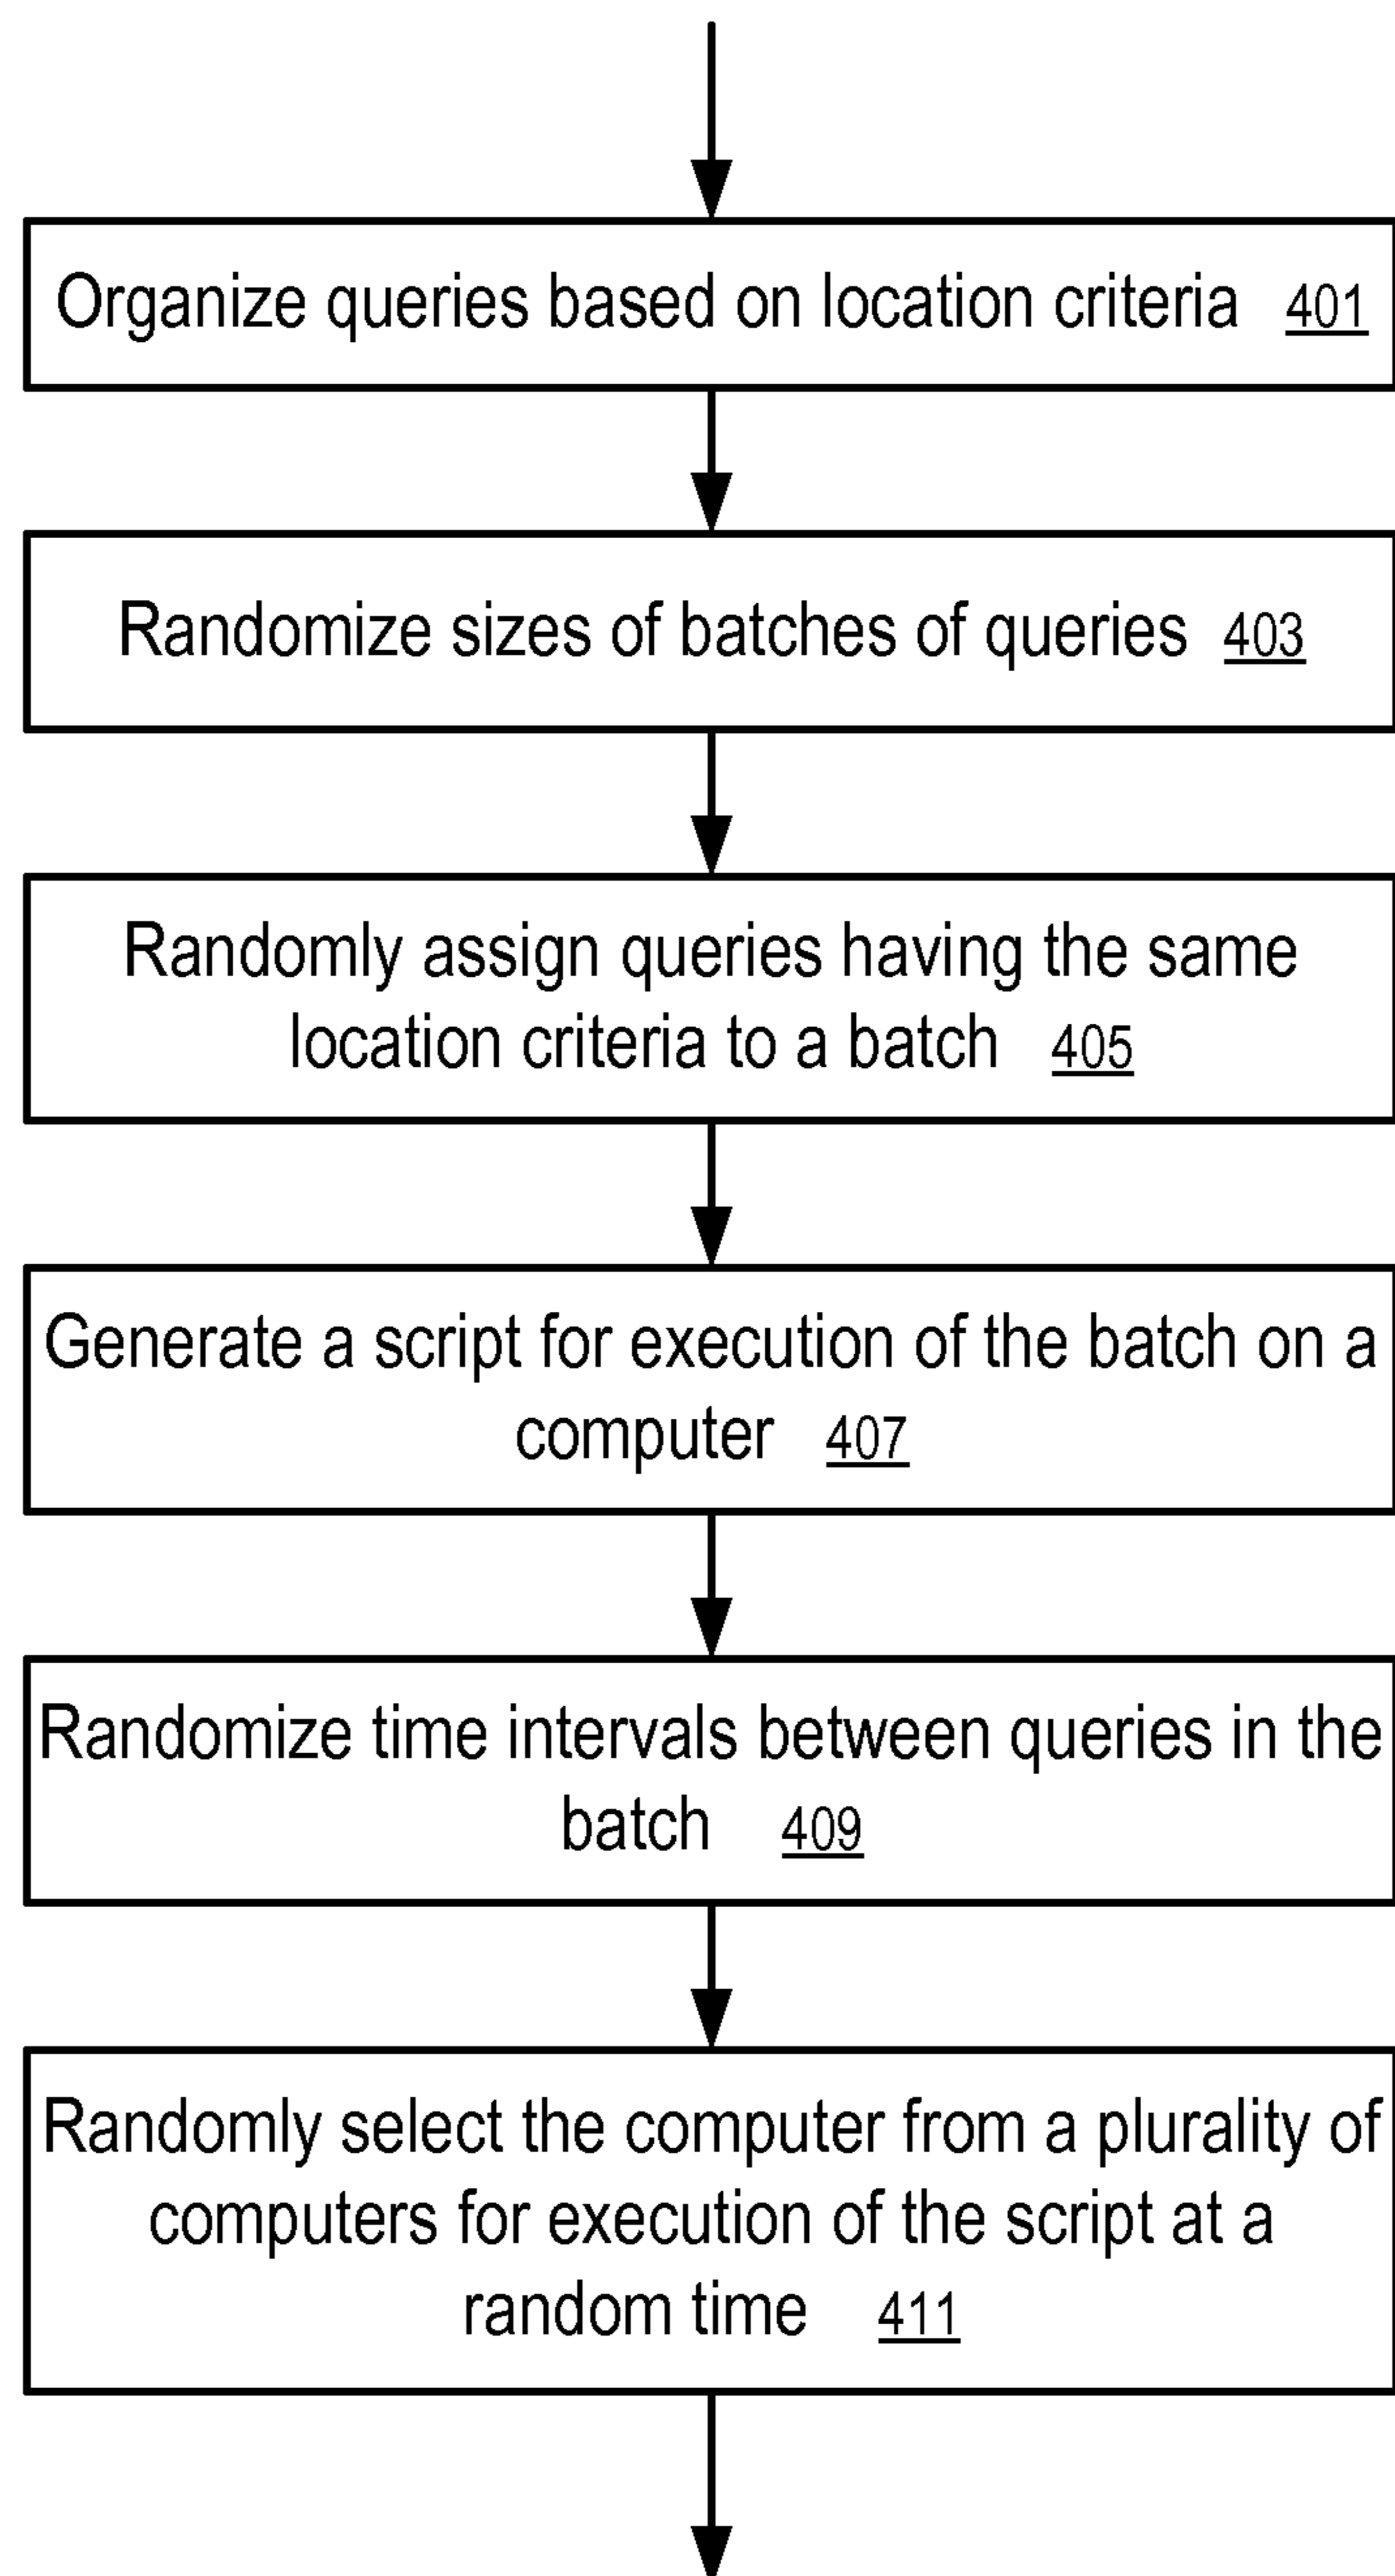 Organize queries based on location criteria 401
Randomize sizes of batches of queries 403
Randomly assign queries having the same
location criteria to a batch 405
Generate a script for execution of the batch on a
computer 407
Randomize time intervals between queries in the
batch 409
Randomly select the computer from a plurality of
computers for execution of the script at a
random time 411